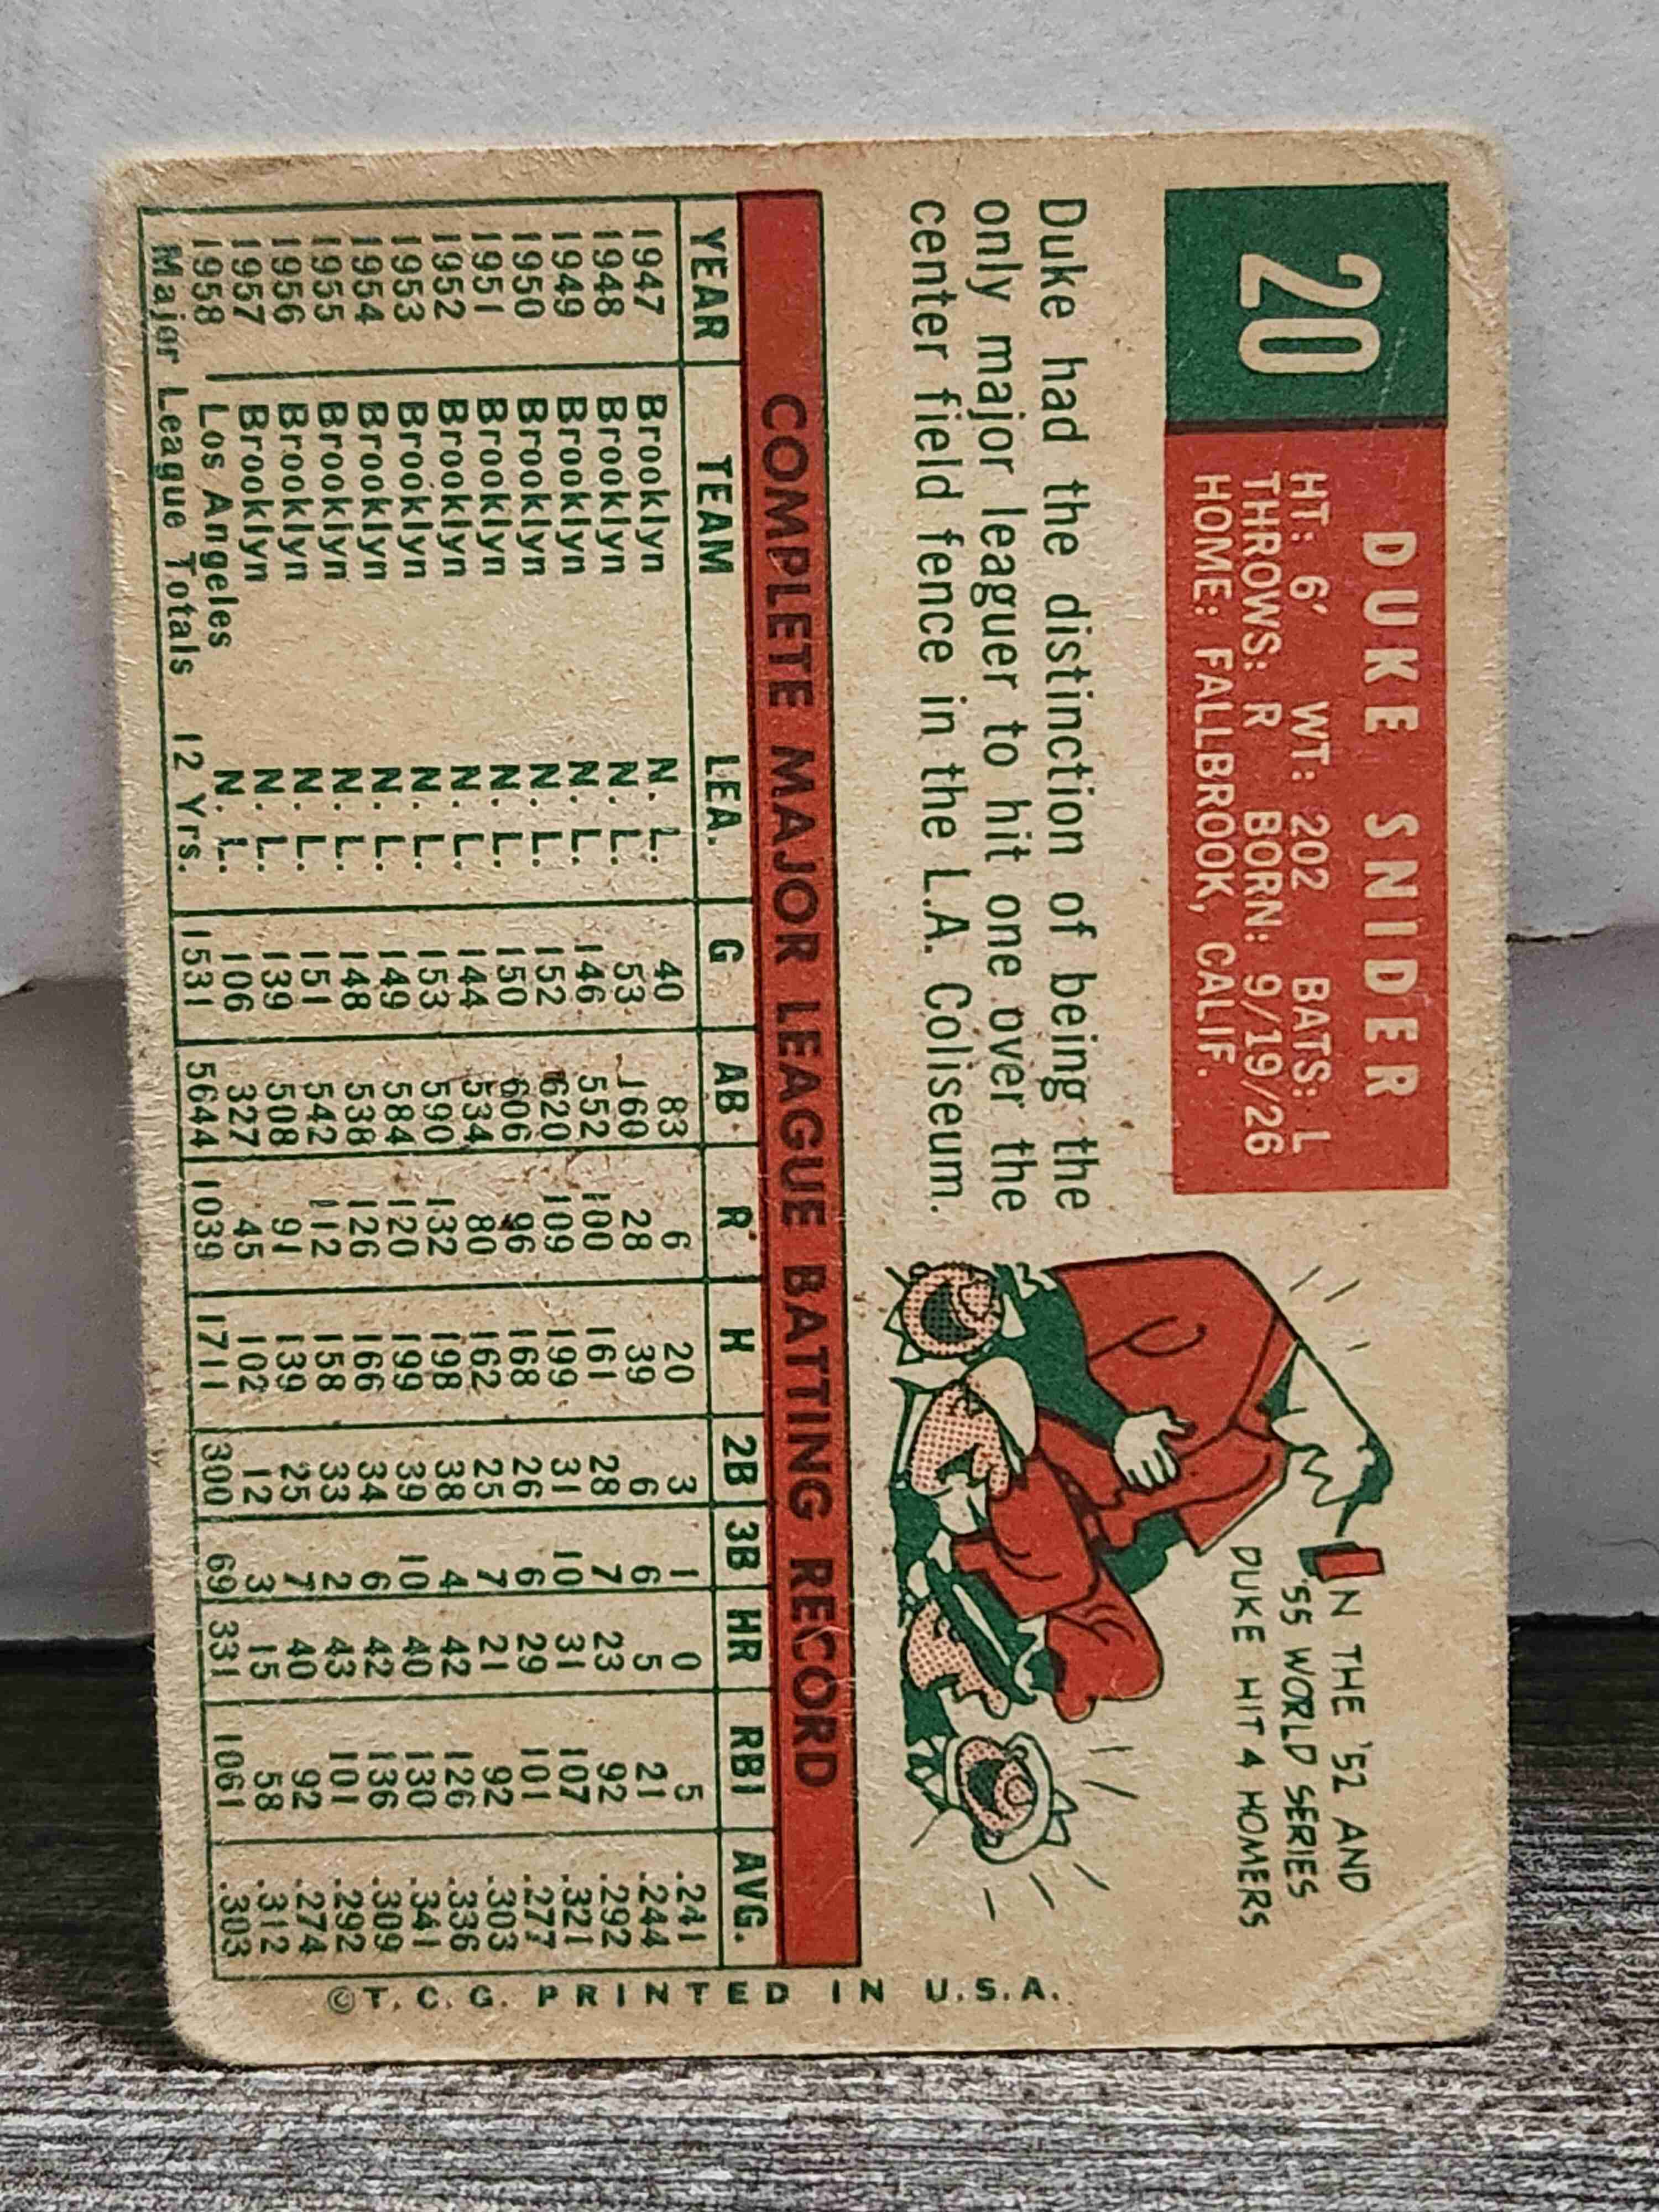 20
DUKE SNIDER
HT: 6' WT: 202 BATS: L
THROWS: R BORN: 9/19/26
HOME: FALLBROOK, CALIF.
Duke had the distinction of being the
only major leaguer to hit one over the
center field fence in the L.A. Coliseum.
IN THE '52 AND
'55 WORLD SERIES
DUKE HIT 4 HOMERS
COMPLETE MAJOR LEAGUE BATTING RECORD
YEAR TEAM LEA. G AB R H 2B 3B HR RBI AVG.
1947 Brooklyn N. L. 40 83 6 20 3 1 0 5 .241
1948 Brooklyn N. L. 53 160 28 39 6 6 5 21 .244
1949 Brooklyn N. L. 146 552 100 161 28 7 23 92 .292
1950 Brooklyn N. L. 152 620 109 199 31 10 31 107 .321
1951 Brooklyn N. L. 150 606 96 168 26 6 29 101 .277
1952 Brooklyn N. L. 144 534 80 162 25 7 21 92 .303
1953 Brooklyn N. L. 153 590 132 198 38 4 42 126 .336
1954 Brooklyn N. L. 149 584 120 199 39 10 40 130 .341
1955 Brooklyn N. L. 148 538 126 166 34 6 42 136 .309
1956 Brooklyn N. L. 151 542 112 158 33 2 43 101 .292
1957 Brooklyn N. L. 139 508 91 139 25 7 40 92 .274
1958 Los Angeles N. L. 106 327 45 102 12 3 15 58 .312
Major League Totals 12 Yrs. 1531 5644 1039 1711 300 69 331 1061 .303
©T.C.G. PRINTED IN U.S.A.